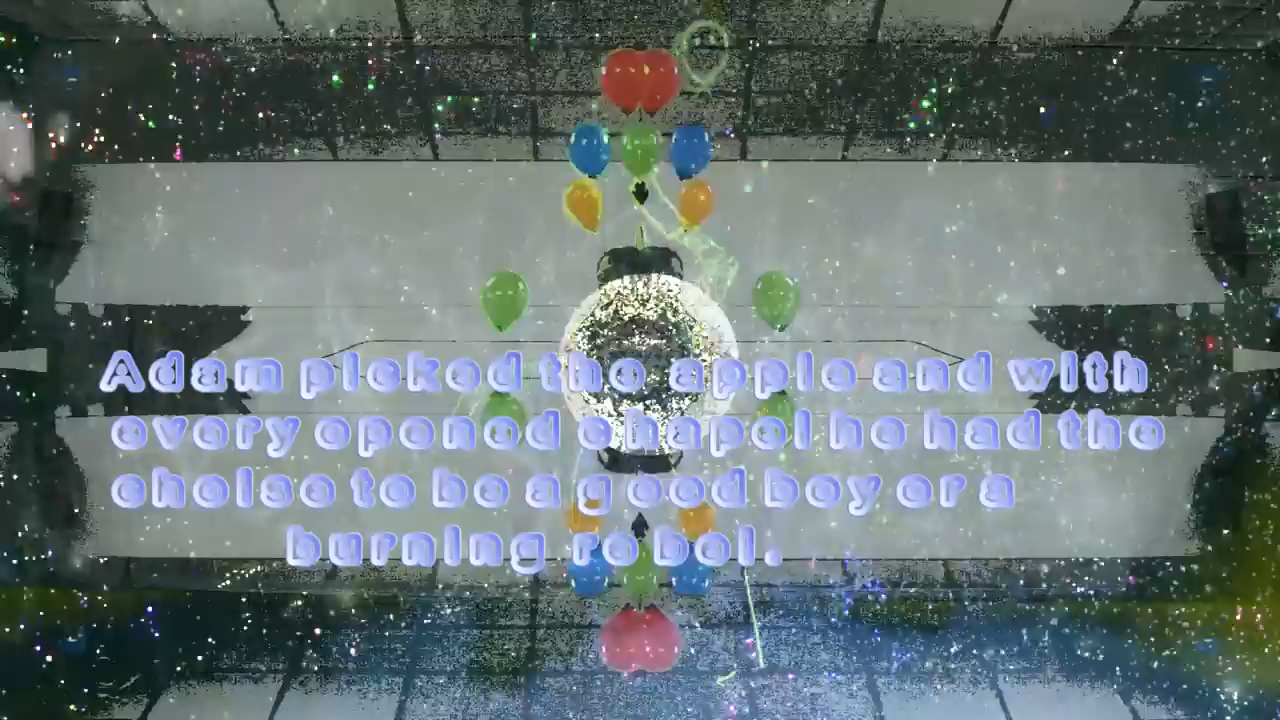 Adam picked the apple and with
every opened chapel he had the
choise to be a good boy or a
burning rebel.